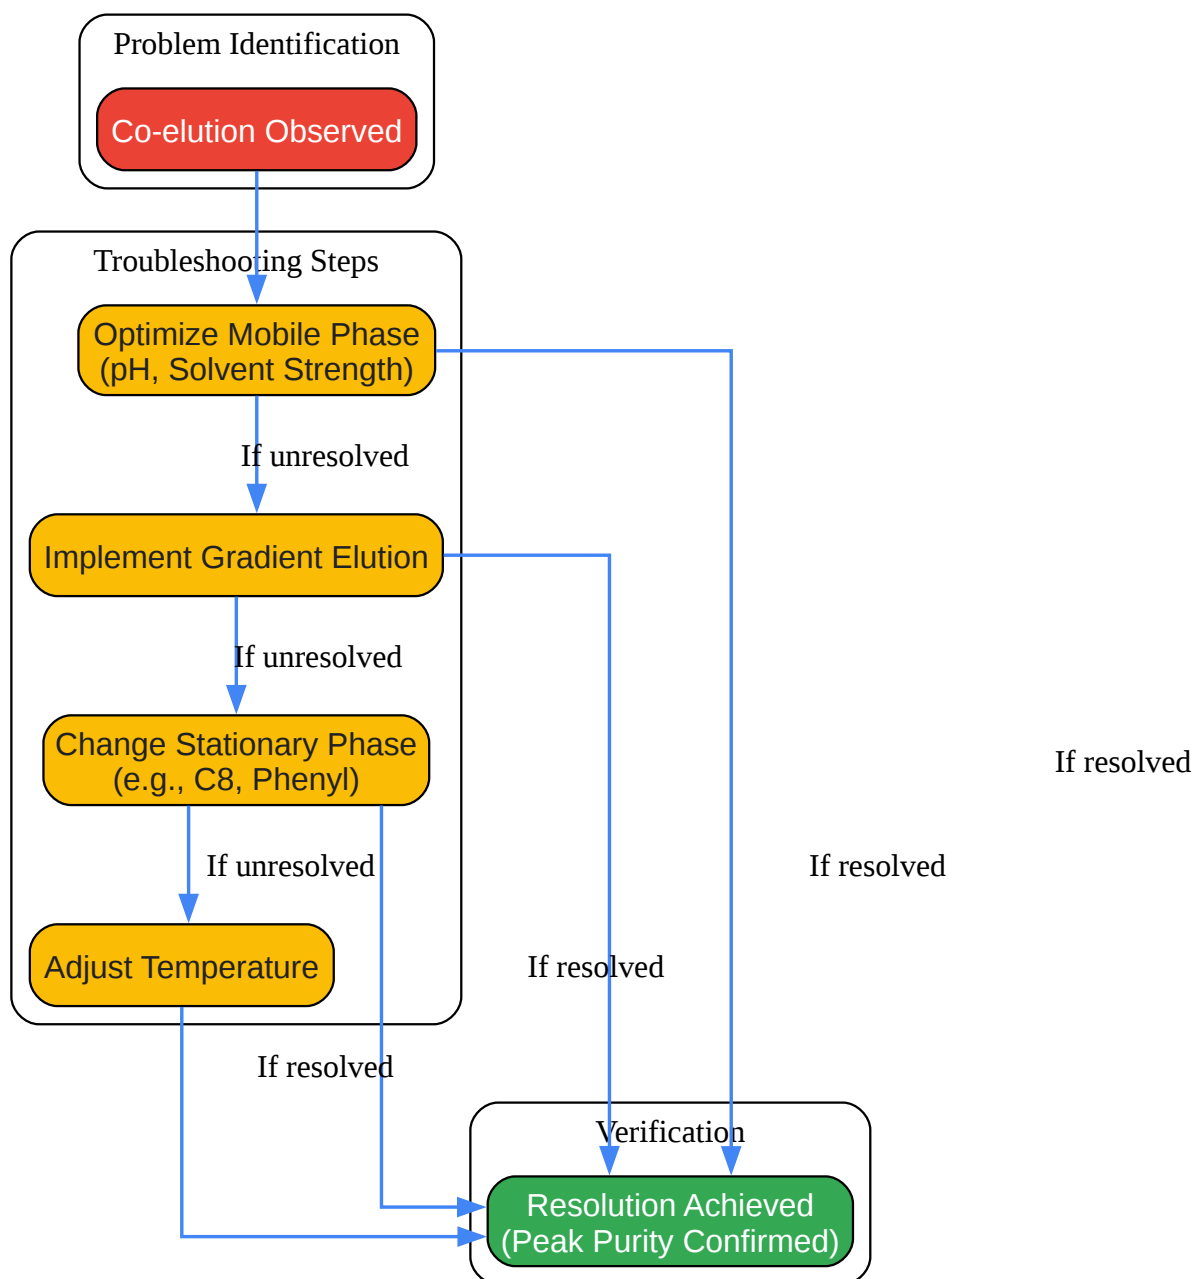 Problem Identification
Co-elution Observed
Troubleshooting Steps
Optimize Mobile Phase
(pH, Solvent Strength)
If unresolved
Implement Gradient Elution
If unresolved
Change Stationary Phase
(e.g., C8, Phenyl)
If resolved
If unresolved
If resolved
Adjust Temperature
If resolved
If resolved
Verification
Resolution Achieved
(Peak Purity Confirmed)